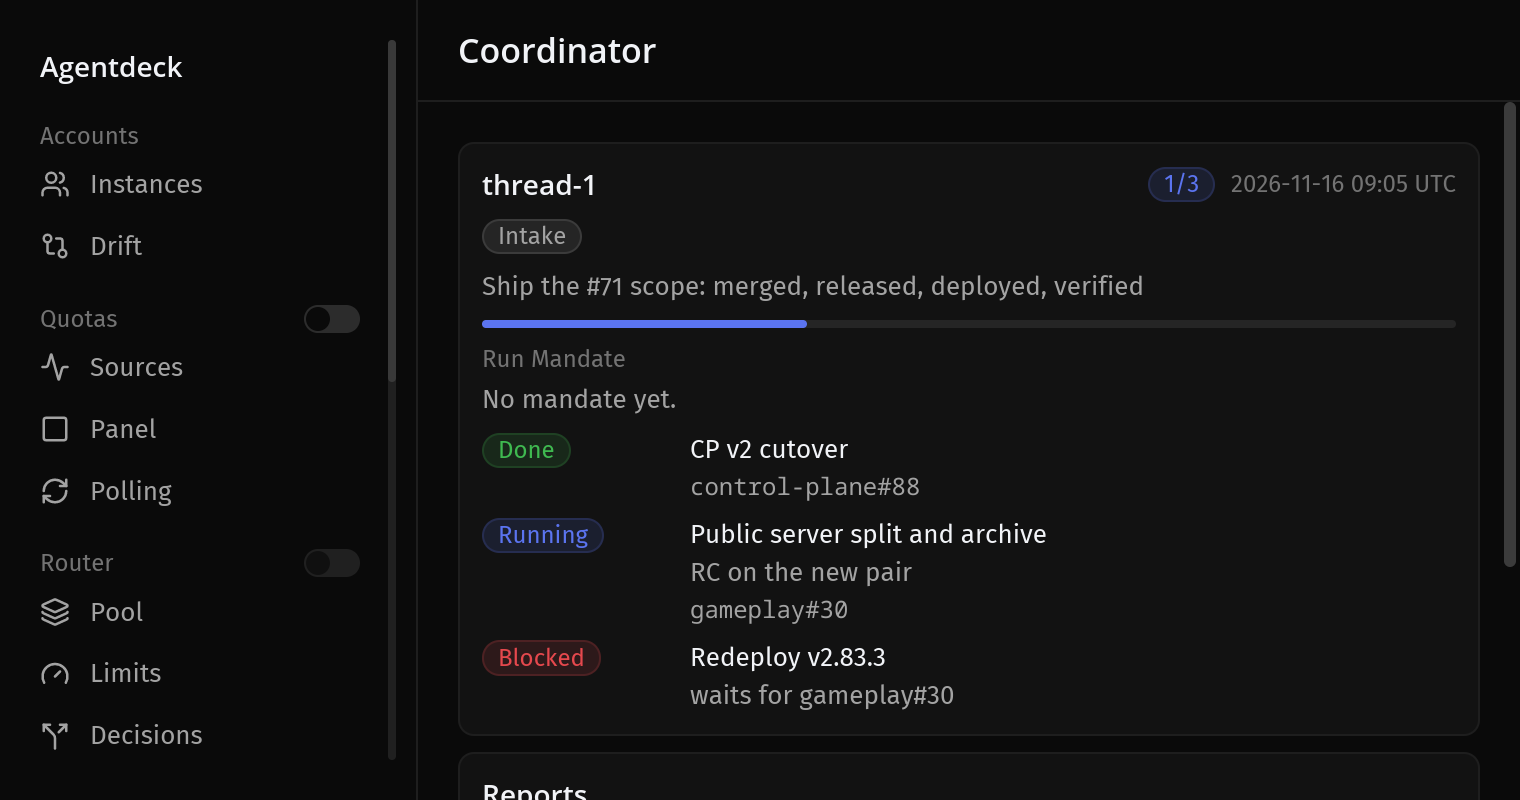 Agentdeck
Accounts
Instances
Drift
Quotas
Sources
Panel
Polling
Router
Pool
Limits
Decisions
Coordinator
thread-1
1/3
2026-11-16 09:05 UTC
Intake
Ship the #71 scope: merged, released, deployed, verified
Run Mandate
No mandate yet.
Done
CP v2 cutover
control-plane#88
Running
Public server split and archive
RC on the new pair
gameplay#30
Blocked
Redeploy v2.83.3
waits for gameplay#30
Reports